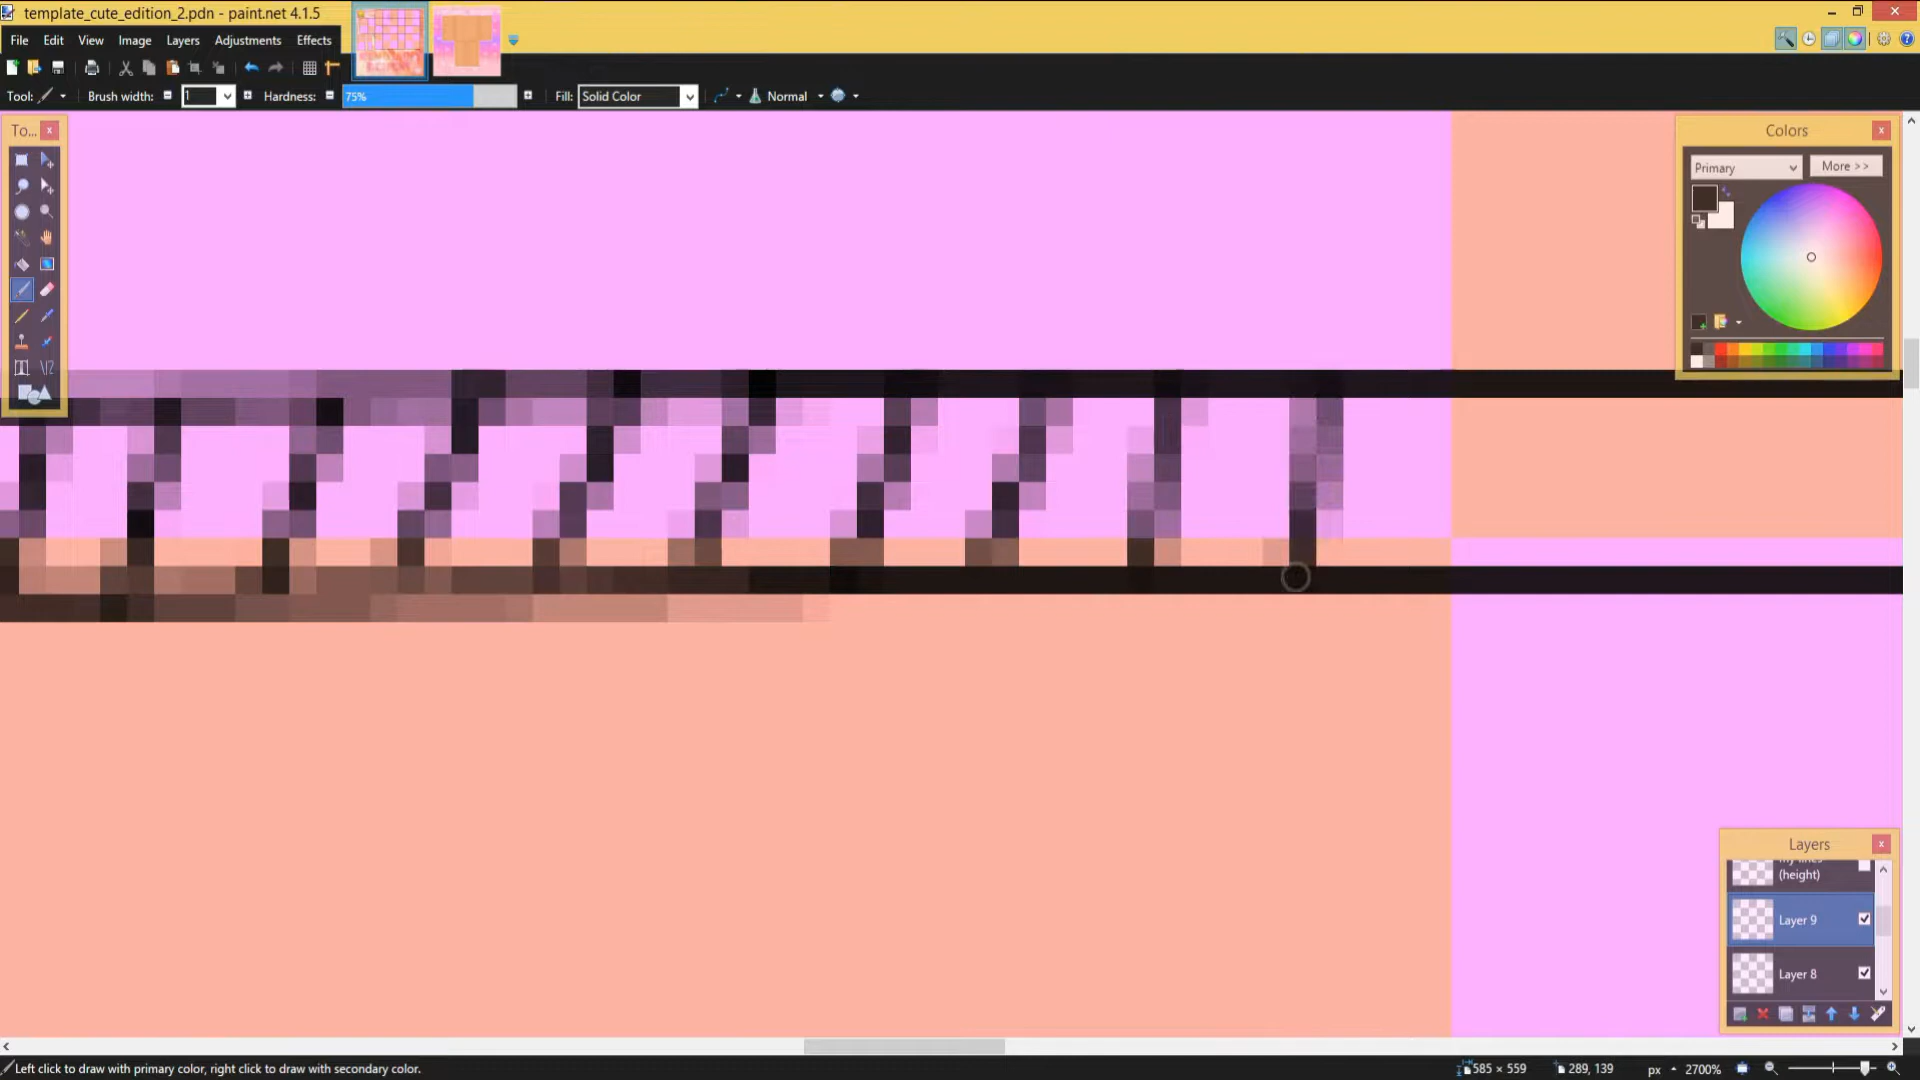 template_cute_edition_2.pdn - paint.net 4.1.5
File Edit View Image Layers Adjustments Effects
Tool: Brush width: 1 Hardness: 75% Fill: Solid Color Normal
To...
Colors
Primary More >>
Layers
(height)
Layer 9
Layer 8
Left click to draw with primary color, right click to draw with secondary color. 585 × 559 289, 139 px 2700%